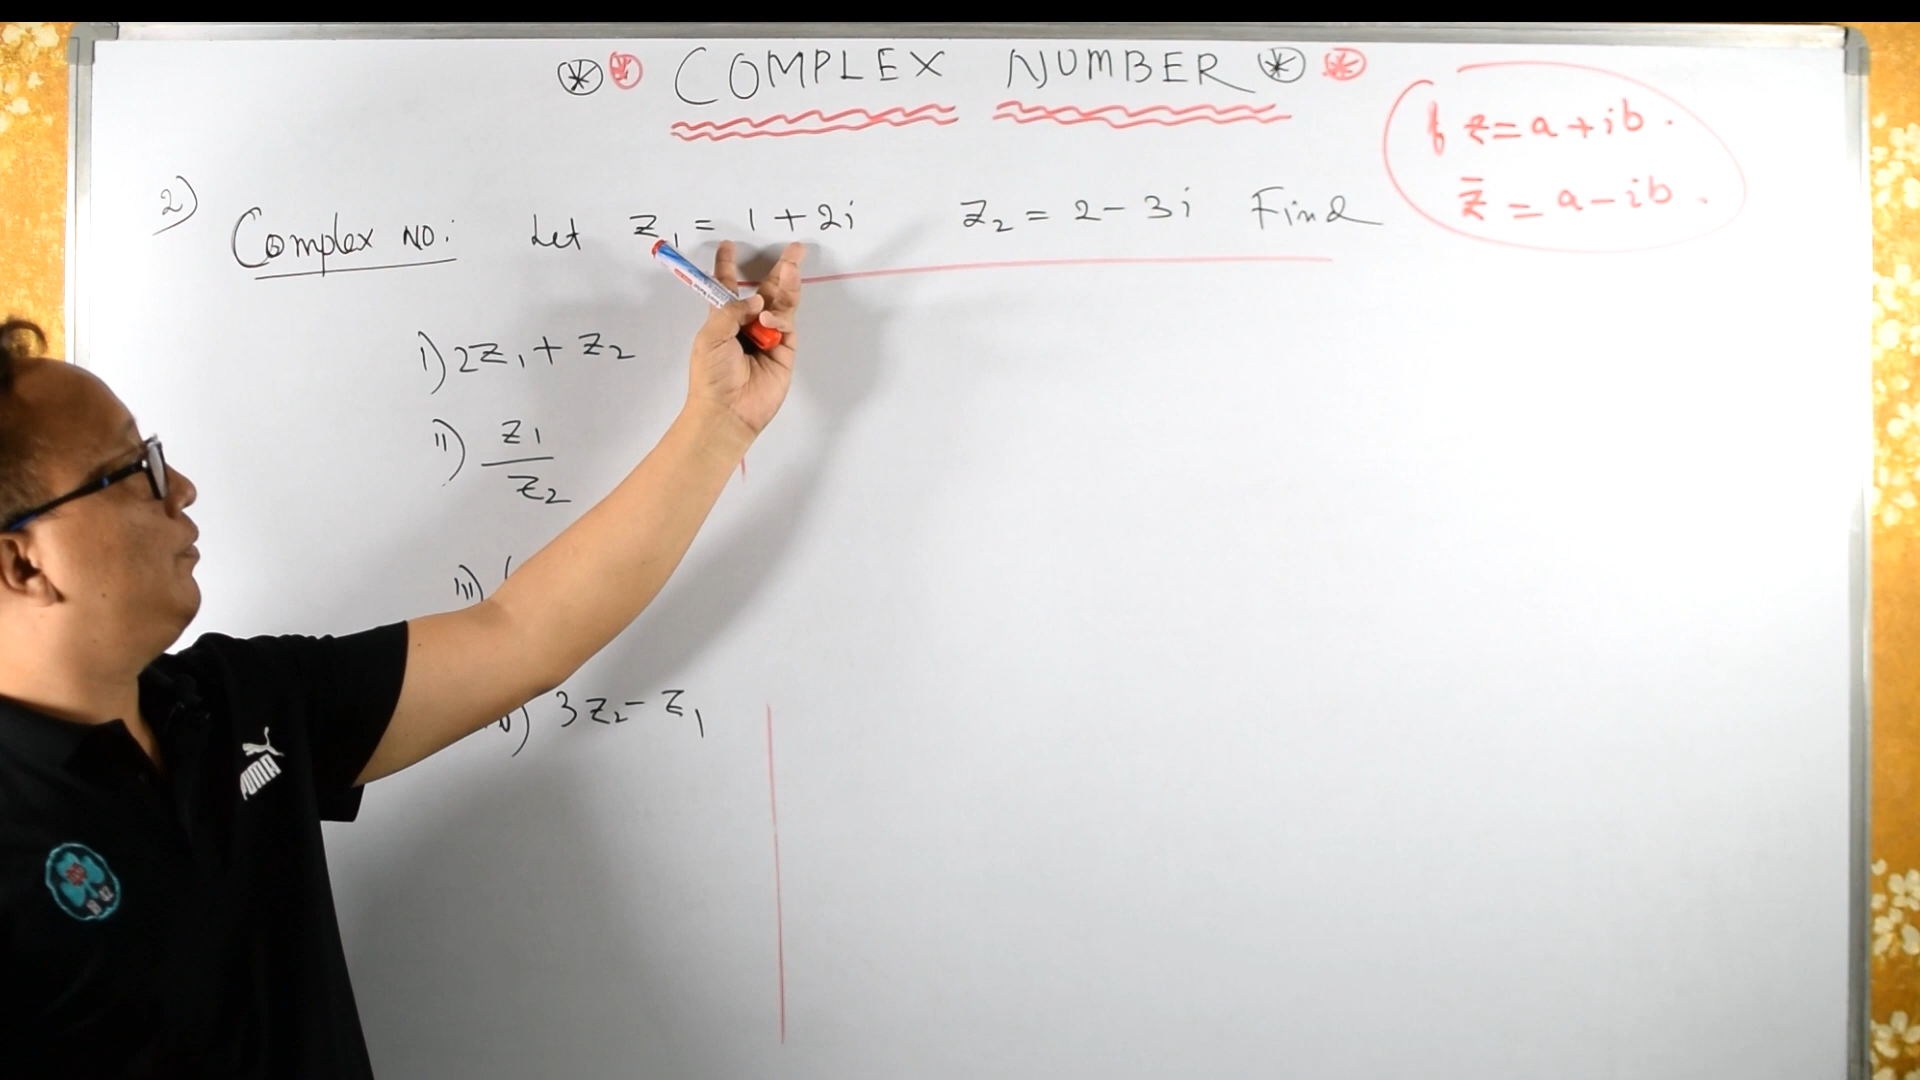 COMPLEX NUMBER
z = a + ib .
z̄ = a - ib .
2) Complex NO: Let z₁ = 1 + 2i z₂ = 2 - 3i Find
i) 2z₁ + z₂
ii) z₁
z₂
iii) (
) 3z₂ - z₁
PUMA